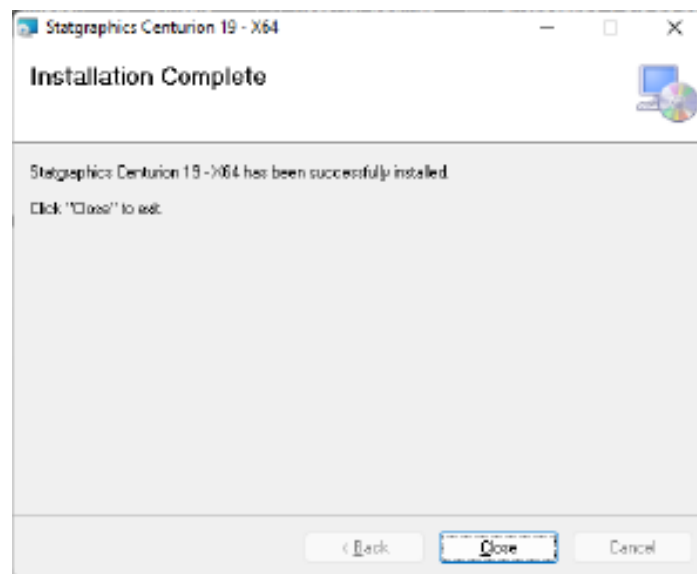 Statgraphics Centurion 19 - X64
Installation Complete
Statgraphics Centurion 19 - X64 has been successfully installed.
Click "Close" to exit.
< Back
Close
Cancel